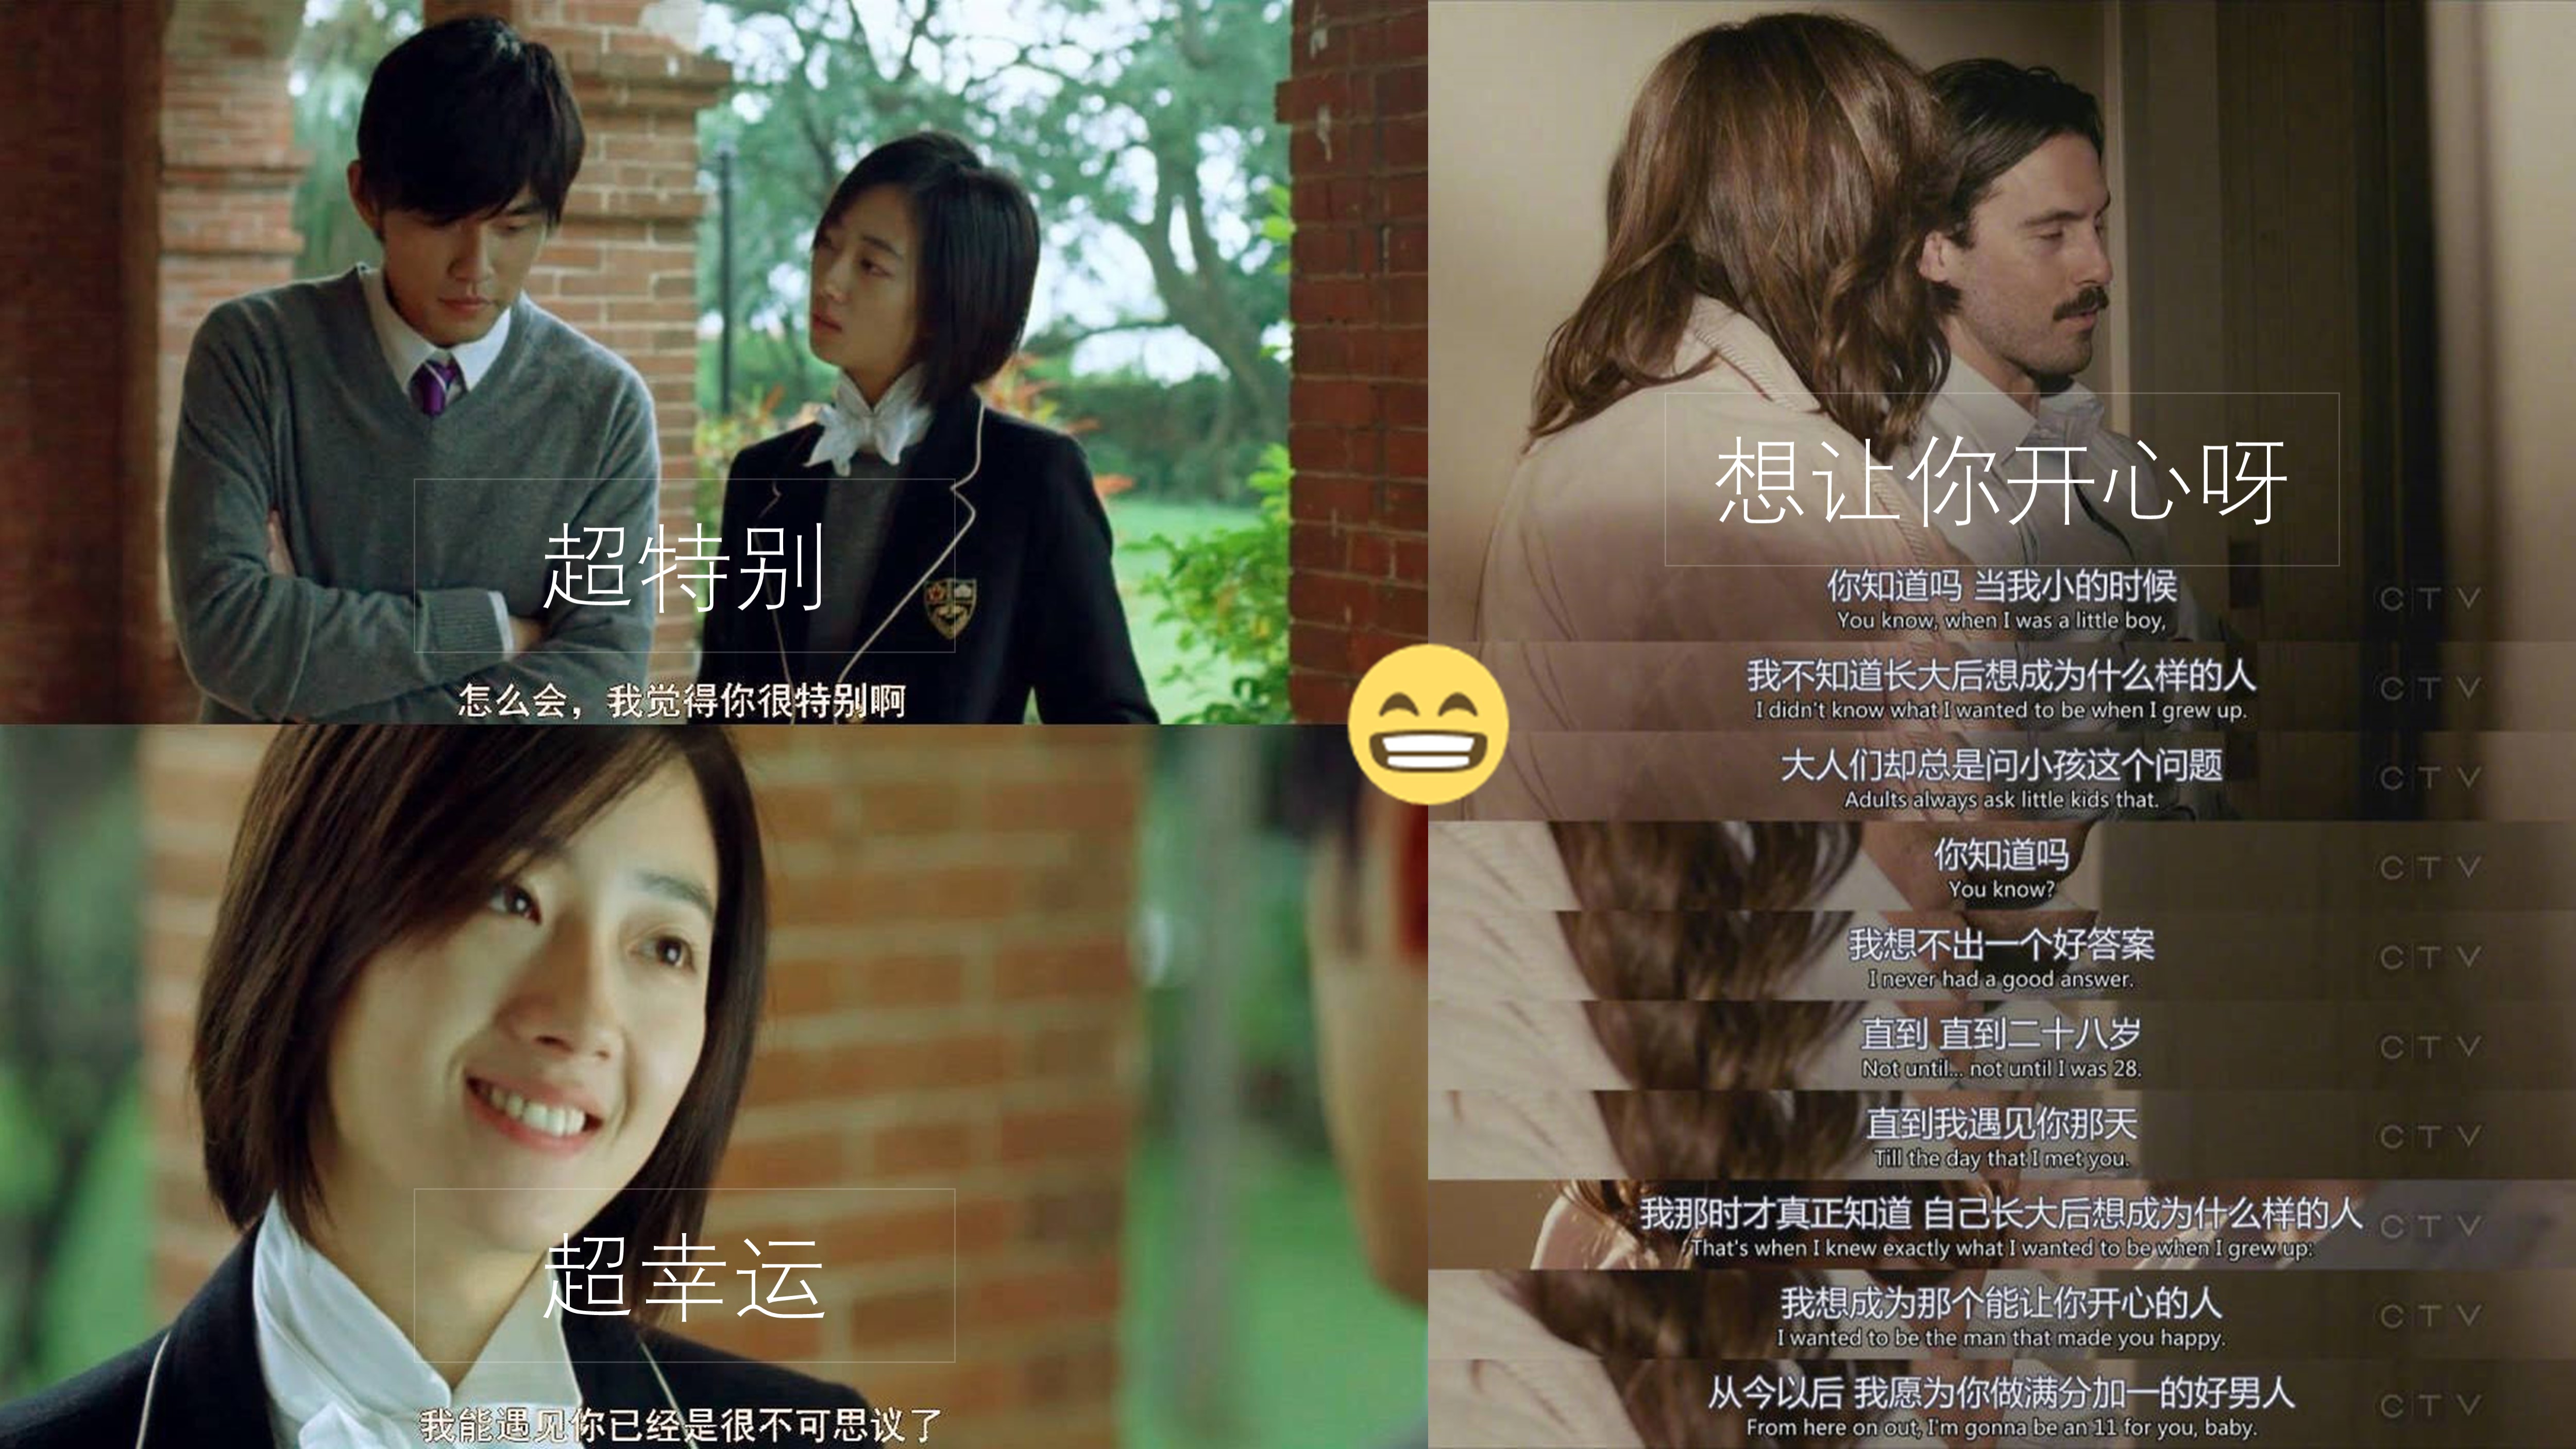 超特别
怎么会，我觉得你很特别啊
超幸运
我能遇见你已经是很不可思议了
想让你开心呀
你知道吗 当我小的时候
You know, when I was a little boy,
CTV
我不知道长大后想成为什么样的人
I didn't know what I wanted to be when I grew up.
CTV
大人们却总是问小孩这个问题
Adults always ask little kids that.
CTV
你知道吗
You know?
CTV
我想不出一个好答案
I never had a good answer.
CTV
直到 直到二十八岁
Not until... not until I was 28.
CTV
直到我遇见你那天
Till the day that I met you.
CTV
我那时才真正知道 自己长大后想成为什么样的人
That's when I knew exactly what I wanted to be when I grew up:
CTV
我想成为那个能让你开心的人
I wanted to be the man that made you happy.
CTV
从今以后 我愿为你做满分加一的好男人
From here on out, I'm gonna be an 11 for you, baby.
CTV